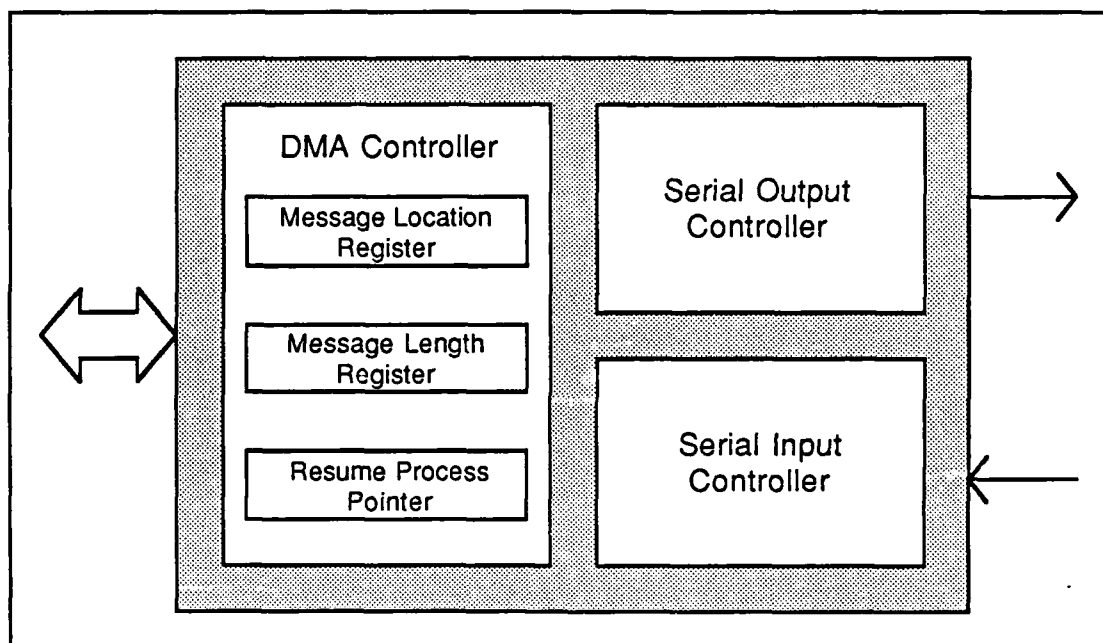 DMA Controller
Message Location
Register
Message Length
Register
Resume Process
Pointer
Serial Output
Controller
Serial Input
Controller